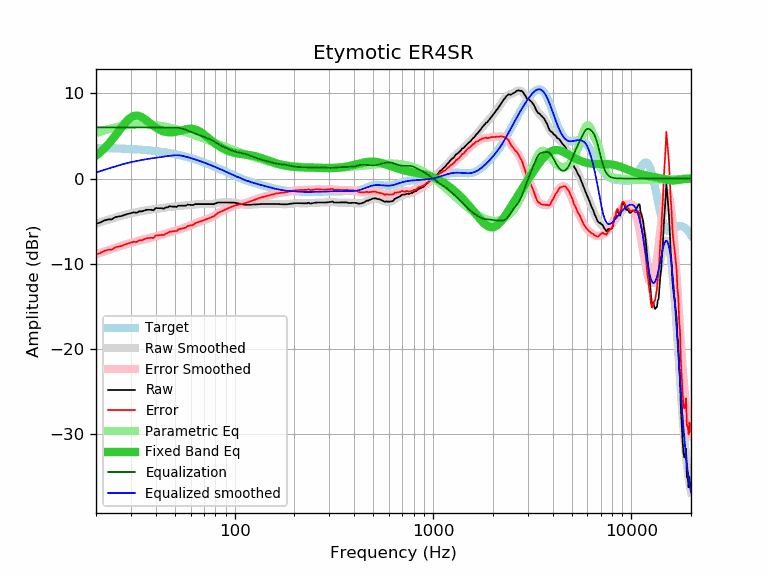 Etymotic ER4SR
10
0
−10
−20
−30
Amplitude (dBr)
Target
Raw Smoothed
Error Smoothed
Raw
Error
Parametric Eq
Fixed Band Eq
Equalization
Equalized smoothed
100
1000
10000
Frequency (Hz)